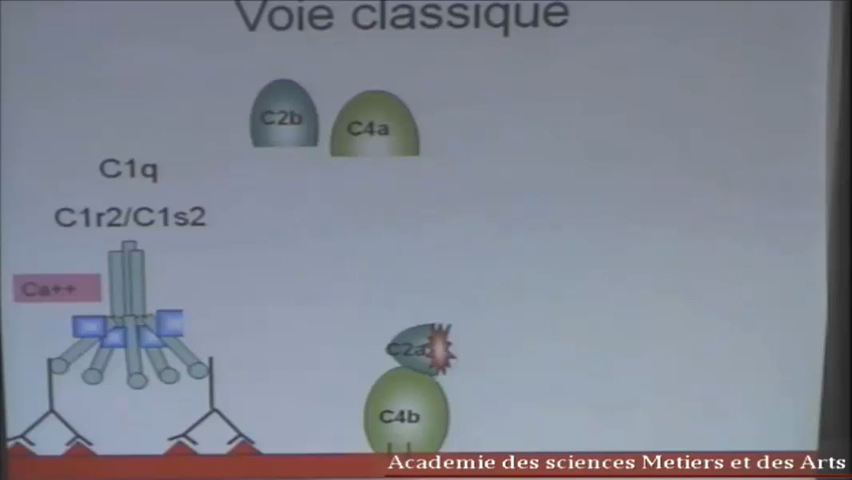 Voie classique
C2b
C4a
C1q
C1r2/C1s2
Ca++
C2a
C4b
Academie des sciences Metiers et des Arts